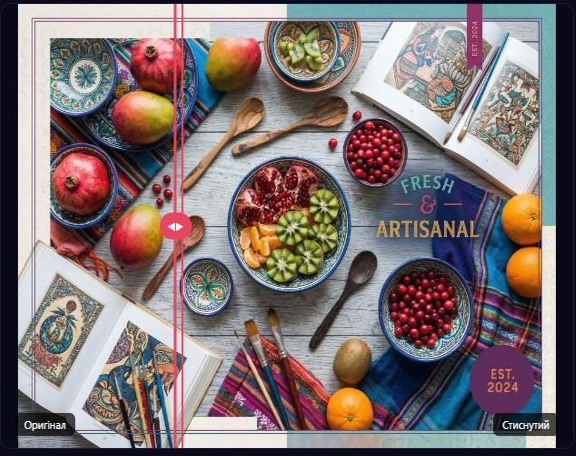 EST. 2024
FRESH
&
ARTISANAL
EST.
2024
Оригінал
Стиснутий